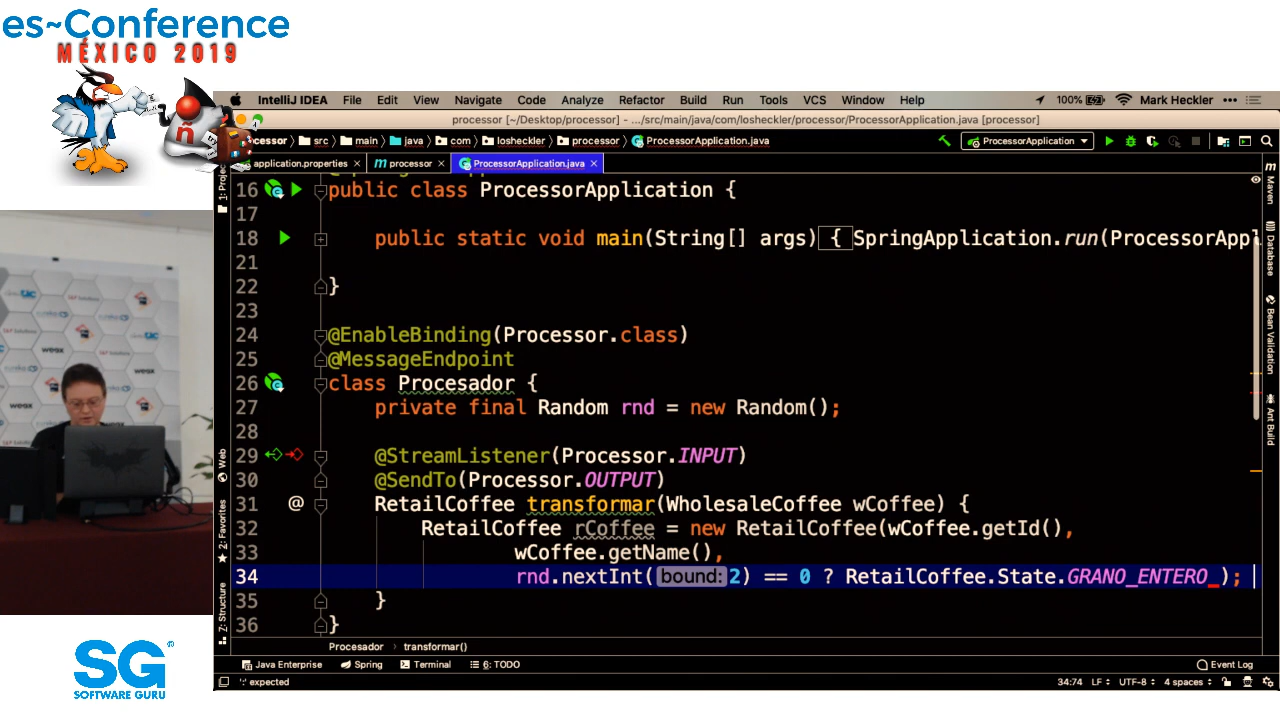 es~Conference
MÉXICO 2019
ñ
IntelliJ IDEA File Edit View Navigate Code Analyze Refactor Build Run Tools VCS Window Help 100% Mark Heckler
processor [~/Desktop/processor] - .../src/main/java/com/losheckler/processor/ProcessorApplication.java [processor]
cessor src main java com losheckler processor ProcessorApplication.java ProcessorApplication
application.properties × m processor × ProcessorApplication.java × m
1: Project
Maven
Database
Bean Validation
Ant Build
16 public class ProcessorApplication {
17
18 public static void main(String[] args) { SpringApplication.run(ProcessorAppl
21
22 }
23
24 @EnableBinding(Processor.class)
25 @MessageEndpoint
26 class Procesador {
27 private final Random rnd = new Random();
28
29 @StreamListener(Processor.INPUT)
30 @SendTo(Processor.OUTPUT)
31 @ RetailCoffee transformar(WholesaleCoffee wCoffee) {
32 RetailCoffee rCoffee = new RetailCoffee(wCoffee.getId(),
33 wCoffee.getName(),
34 rnd.nextInt( bound: 2) == 0 ? RetailCoffee.State.GRANO_ENTERO_);
35 }
36 }
Web
2: Favorites
Z: Structure
Procesador › transformar()
Java Enterprise Spring Terminal 6: TODO Event Log
':' expected 34:74 LF UTF-8 4 spaces
SG®
SOFTWARE GURU